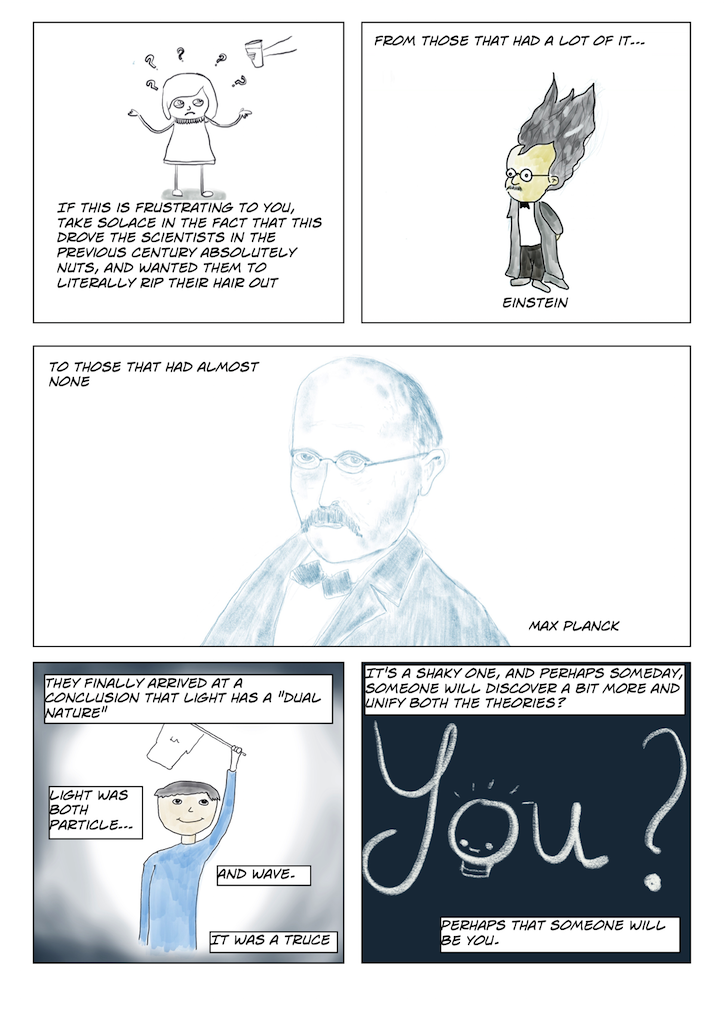 ? ? ? ? ?
IF THIS IS FRUSTRATING TO YOU,
TAKE SOLACE IN THE FACT THAT THIS
DROVE THE SCIENTISTS IN THE
PREVIOUS CENTURY ABSOLUTELY
NUTS, AND WANTED THEM TO
LITERALLY RIP THEIR HAIR OUT
FROM THOSE THAT HAD A LOT OF IT...
EINSTEIN
TO THOSE THAT HAD ALMOST
NONE
MAX PLANCK
THEY FINALLY ARRIVED AT A
CONCLUSION THAT LIGHT HAS A "DUAL
NATURE"
LIGHT WAS
BOTH
PARTICLE...
AND WAVE.
IT WAS A TRUCE
IT'S A SHAKY ONE, AND PERHAPS SOMEDAY,
SOMEONE WILL DISCOVER A BIT MORE AND
UNIFY BOTH THE THEORIES?
You?
PERHAPS THAT SOMEONE WILL
BE YOU.